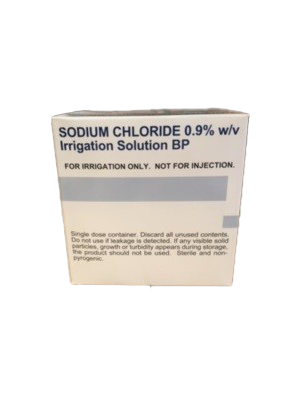 SODIUM CHLORIDE 0.9% w/v
Irrigation Solution BP
FOR IRRIGATION ONLY. NOT FOR INJECTION.
Single dose container. Discard all unused contents.
Do not use if leakage is detected. If any visible solid
particles, growth or turbidity appears during storage,
the product should not be used. Sterile and non-
pyrogenic.